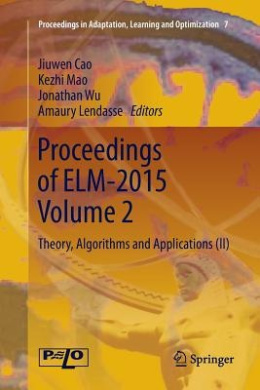 Proceedings in Adaptation, Learning and Optimization 7
Jiuwen Cao
Kezhi Mao
Jonathan Wu
Amaury Lendasse Editors
Proceedings
of ELM-2015
Volume 2
Theory, Algorithms and Applications (II)
PALO
Springer